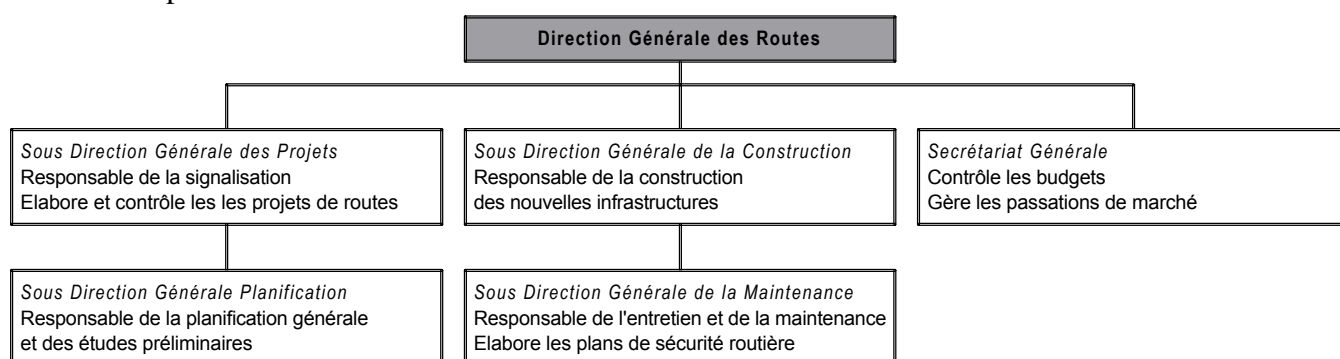 Direction Générale des Routes
Sous Direction Générale des Projets
Responsable de la signalisation
Elabore et contrôle les les projets de routes
Sous Direction Générale de la Construction
Responsable de la construction
des nouvelles infrastructures
Secrétariat Générale
Contrôle les budgets
Gère les passations de marché
Sous Direction Générale Planification
Responsable de la planification générale
et des études préliminaires
Sous Direction Générale de la Maintenance
Responsable de l'entretien et de la maintenance
Elabore les plans de sécurité routière